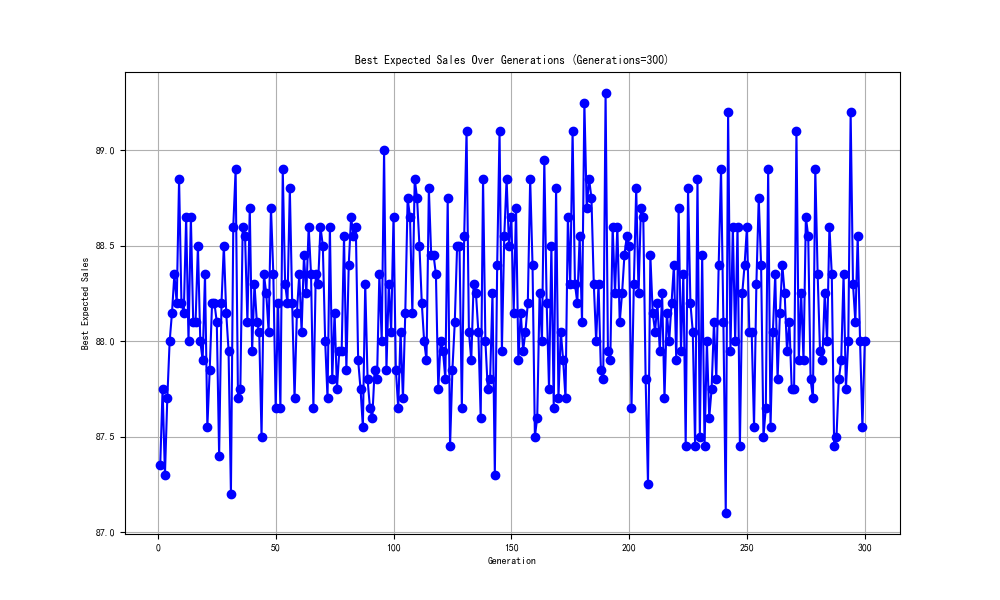 Best Expected Sales Over Generations (Generations=300)
Best Expected Sales
89.0
88.5
88.0
87.5
87.0
0 50 100 150 200 250 300
Generation